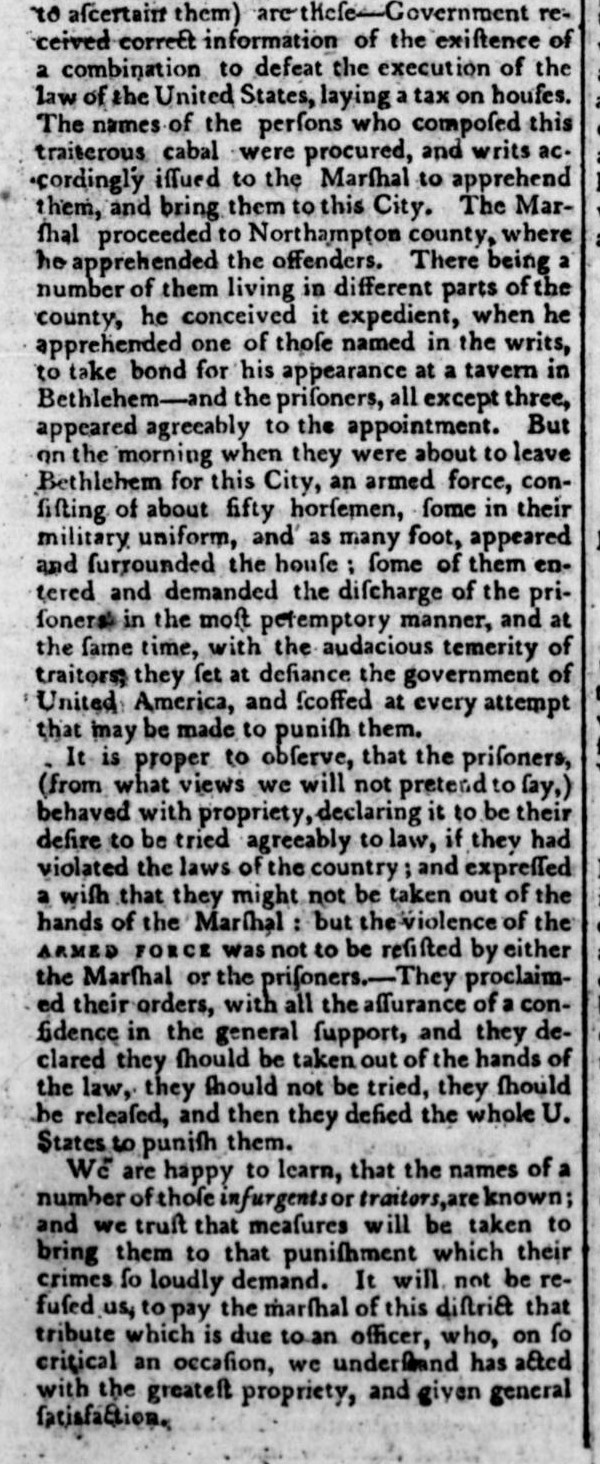 to aſcertain them) are theſe—Government re-
ceived correct information of the exiſtence of
a combination to defeat the execution of the
law of the United States, laying a tax on houſes.
The names of the perſons who compoſed this
traiterous cabal were procured, and writs ac-
cordingly iſſued to the Marſhal to apprehend
them, and bring them to this City. The Mar-
ſhal proceeded to Northampton county, where
he apprehended the offenders. There being a
number of them living in different parts of the
county, he conceived it expedient, when he
apprehended one of thoſe named in the writs,
to take bond for his appearance at a tavern in
Bethlehem—and the priſoners, all except three,
appeared agreeably to the appointment. But
on the morning when they were about to leave
Bethlehem for this City, an armed force, con-
ſiſting of about fifty horſemen, ſome in their
military uniform, and as many foot, appeared
and ſurrounded the houſe ; ſome of them en-
tered and demanded the diſcharge of the pri-
ſoners in the moſt peremptory manner, and at
the ſame time, with the audacious temerity of
traitors, they ſet at defiance the government of
United America, and ſcoffed at every attempt
that may be made to puniſh them.
It is proper to obſerve, that the priſoners,
(from what views we will not pretend to ſay,)
behaved with propriety, declaring it to be their
deſire to be tried agreeably to law, if they had
violated the laws of the country ; and expreſſed
a wiſh that they might not be taken out of the
hands of the Marſhal : but the violence of the
ARMED FORCE was not to be reſiſted by either
the Marſhal or the priſoners.—They proclaim-
ed their orders, with all the aſſurance of a con-
fidence in the general ſupport, and they de-
clared they ſhould be taken out of the hands of
the law, they ſhould not be tried, they ſhould
be releaſed, and then they defied the whole U.
States to puniſh them.
We are happy to learn, that the names of a
number of thoſe inſurgents or traitors, are known ;
and we truſt that meaſures will be taken to
bring them to that puniſhment which their
crimes ſo loudly demand. It will not be re-
fuſed us, to pay the marſhal of this diſtrict that
tribute which is due to an officer, who, on ſo
critical an occaſion, we underſtand has acted
with the greateſt propriety, and given general
ſatisfaction.